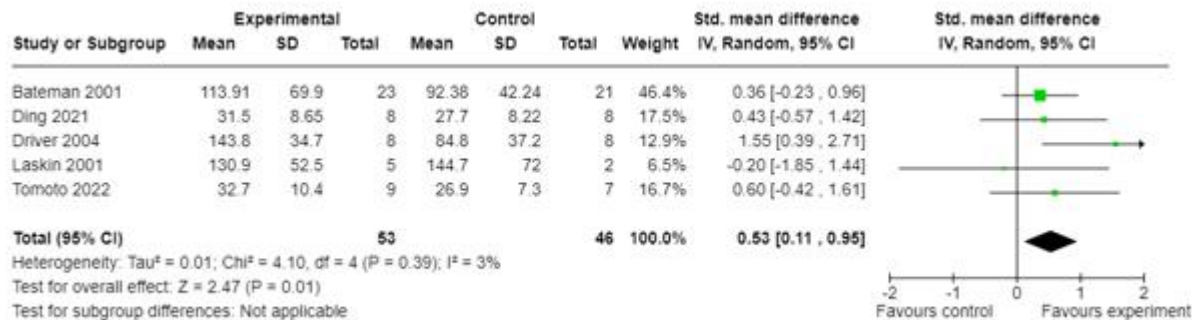 Experimental Control Std. mean difference Std. mean difference
Study or Subgroup Mean SD Total Mean SD Total Weight IV, Random, 95% CI IV, Random, 95% CI
Bateman 2001 113.91 69.9 23 92.38 42.24 21 46.4% 0.36 [-0.23 , 0.96]
Ding 2021 31.5 8.65 8 27.7 8.22 8 17.5% 0.43 [-0.57 , 1.42]
Driver 2004 143.8 34.7 8 84.8 37.2 8 12.9% 1.55 [0.39 , 2.71]
Laskin 2001 130.9 52.5 5 144.7 72 2 6.5% -0.20 [-1.85 , 1.44]
Tomoto 2022 32.7 10.4 9 26.9 7.3 7 16.7% 0.60 [-0.42 , 1.61]
Total (95% CI) 53 46 100.0% 0.53 [0.11 , 0.95]
Heterogeneity: Tau² = 0.01; Chi² = 4.10, df = 4 (P = 0.39); I² = 3%
Test for overall effect: Z = 2.47 (P = 0.01)
Test for subgroup differences: Not applicable
-2 -1 0 1 2
Favours control Favours experiment